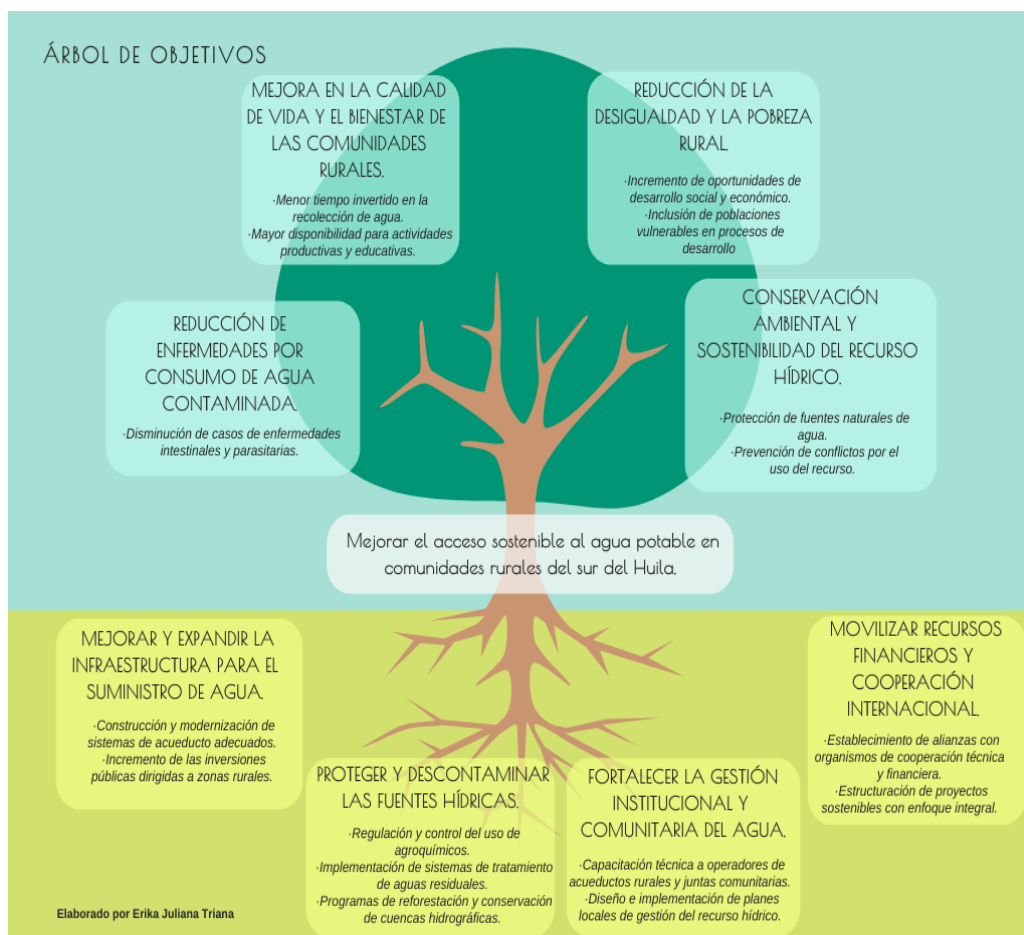 ÁRBOL DE OBJETIVOS
MEJORA EN LA CALIDAD
DE VIDA Y EL BIENESTAR DE
LAS COMUNIDADES
RURALES.
·Menor tiempo invertido en la
recolección de agua.
·Mayor disponibilidad para actividades
productivas y educativas.
REDUCCIÓN DE LA
DESIGUALDAD Y LA POBREZA
RURAL.
·Incremento de oportunidades de
desarrollo social y económico.
·Inclusión de poblaciones
vulnerables en procesos de
desarrollo
REDUCCIÓN DE
ENFERMEDADES POR
CONSUMO DE AGUA
CONTAMINADA.
·Disminución de casos de enfermedades
intestinales y parasitarias.
CONSERVACIÓN
AMBIENTAL Y
SOSTENIBILIDAD DEL RECURSO
HÍDRICO.
·Protección de fuentes naturales de
agua.
·Prevención de conflictos por el
uso del recurso.
Mejorar el acceso sostenible al agua potable en
comunidades rurales del sur del Huila.
MEJORAR Y EXPANDIR LA
INFRAESTRUCTURA PARA EL
SUMINISTRO DE AGUA.
·Construcción y modernización de
sistemas de acueducto adecuados.
·Incremento de las inversiones
públicas dirigidas a zonas rurales.
PROTEGER Y DESCONTAMINAR
LAS FUENTES HÍDRICAS.
·Regulación y control del uso de
agroquímicos.
·Implementación de sistemas de tratamiento
de aguas residuales.
·Programas de reforestación y conservación
de cuencas hidrográficas.
FORTALECER LA GESTIÓN
INSTITUCIONAL Y
COMUNITARIA DEL AGUA.
·Capacitación técnica a operadores de
acueductos rurales y juntas comunitarias.
·Diseño e implementación de planes
locales de gestión del recurso hídrico.
MOVILIZAR RECURSOS
FINANCIEROS Y
COOPERACIÓN
INTERNACIONAL.
·Establecimiento de alianzas con
organismos de cooperación técnica
y financiera.
·Estructuración de proyectos
sostenibles con enfoque integral.
Elaborado por Erika Juliana Triana